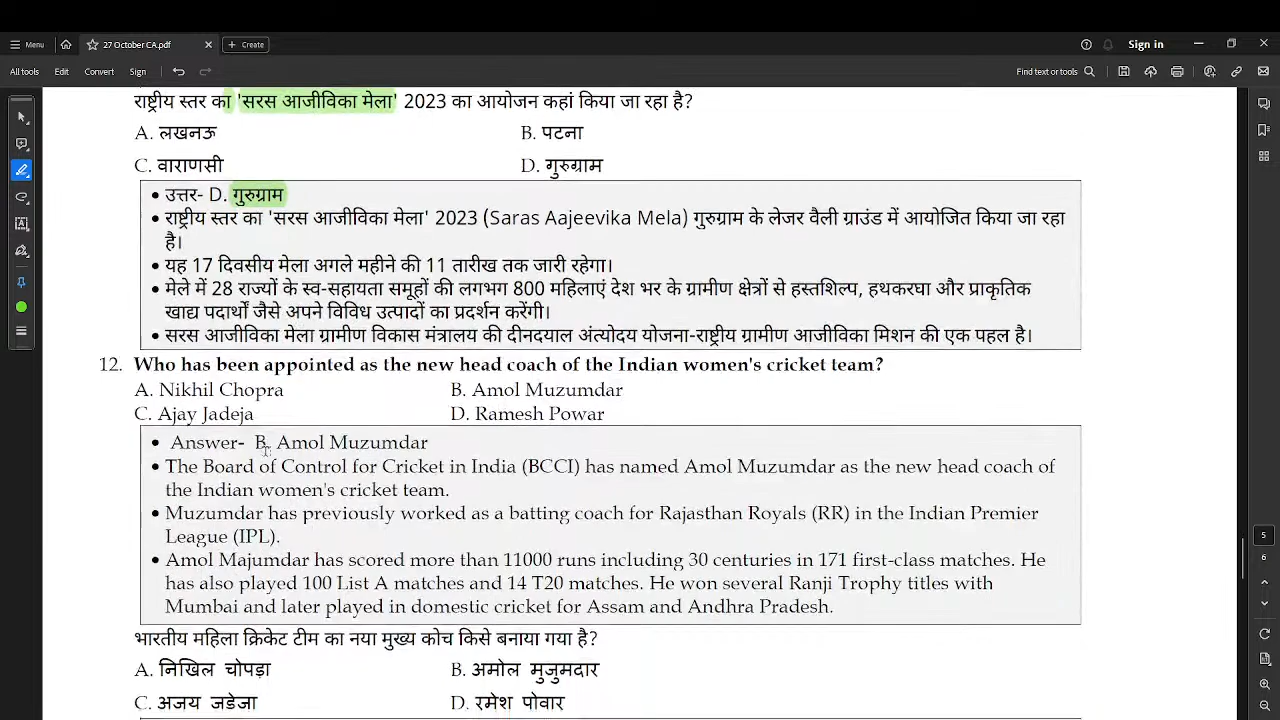 Menu
27 October CA.pdf
Create
Sign in
All tools Edit Convert Sign
Find text or tools
राष्ट्रीय स्तर का 'सरस आजीविका मेला' 2023 का आयोजन कहां किया जा रहा है?
A. लखनऊ B. पटना
C. वाराणसी D. गुरुग्राम
• उत्तर- D. गुरुग्राम
• राष्ट्रीय स्तर का 'सरस आजीविका मेला' 2023 (Saras Aajeevika Mela) गुरुग्राम के लेजर वैली ग्राउंड में आयोजित किया जा रहा
है।
• यह 17 दिवसीय मेला अगले महीने की 11 तारीख तक जारी रहेगा।
• मेले में 28 राज्यों के स्व-सहायता समूहों की लगभग 800 महिलाएं देश भर के ग्रामीण क्षेत्रों से हस्तशिल्प, हथकरघा और प्राकृतिक
खाद्य पदार्थों जैसे अपने विविध उत्पादों का प्रदर्शन करेंगी।
• सरस आजीविका मेला ग्रामीण विकास मंत्रालय की दीनदयाल अंत्योदय योजना-राष्ट्रीय ग्रामीण आजीविका मिशन की एक पहल है।
12. Who has been appointed as the new head coach of the Indian women's cricket team?
A. Nikhil Chopra B. Amol Muzumdar
C. Ajay Jadeja D. Ramesh Powar
• Answer- B. Amol Muzumdar
• The Board of Control for Cricket in India (BCCI) has named Amol Muzumdar as the new head coach of
the Indian women's cricket team.
• Muzumdar has previously worked as a batting coach for Rajasthan Royals (RR) in the Indian Premier
League (IPL).
• Amol Majumdar has scored more than 11000 runs including 30 centuries in 171 first-class matches. He
has also played 100 List A matches and 14 T20 matches. He won several Ranji Trophy titles with
Mumbai and later played in domestic cricket for Assam and Andhra Pradesh.
भारतीय महिला क्रिकेट टीम का नया मुख्य कोच किसे बनाया गया है?
A. निखिल चोपड़ा B. अमोल मुजुमदार
C. अजय जडेजा D. रमेश पोवार
5
6